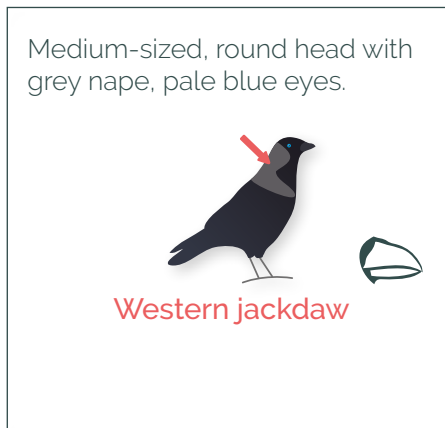 Medium-sized, round head with
grey nape, pale blue eyes.
Western jackdaw